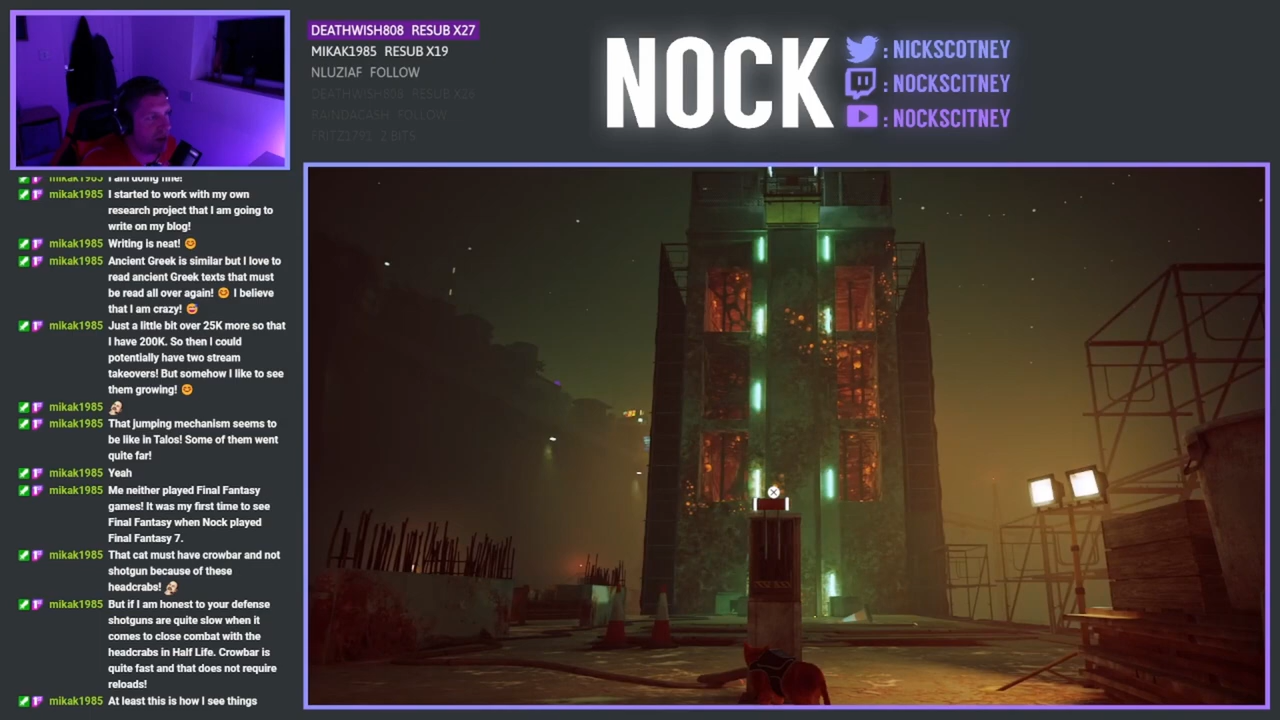 DEATHWISH808 RESUB X27
MIKAK1985 RESUB X19
NLUZIAF FOLLOW
DEATHWISH808 RESUB X26
RAINDACASH FOLLOW
FRITZ1791 2 BITS
NOCK
: NICKSCOTNEY
: NOCKSCITNEY
: NOCKSCITNEY
I am doing fine!
mikak1985 I started to work with my own
research project that I am going to
write on my blog!
mikak1985 Writing is neat! 😊
mikak1985 Ancient Greek is similar but I love to
read ancient Greek texts that must
be read all over again! 😊 I believe
that I am crazy! 😅
mikak1985 Just a little bit over 25K more so that
I have 200K. So then I could
potentially have two stream
takeovers! But somehow I like to see
them growing! 😊
mikak1985
mikak1985 That jumping mechanism seems to
be like in Talos! Some of them went
quite far!
mikak1985 Yeah
mikak1985 Me neither played Final Fantasy
games! It was my first time to see
Final Fantasy when Nock played
Final Fantasy 7.
mikak1985 That cat must have crowbar and not
shotgun because of these
headcrabs!
mikak1985 But if I am honest to your defense
shotguns are quite slow when it
comes to close combat with the
headcrabs in Half Life. Crowbar is
quite fast and that does not require
reloads!
mikak1985 At least this is how I see things